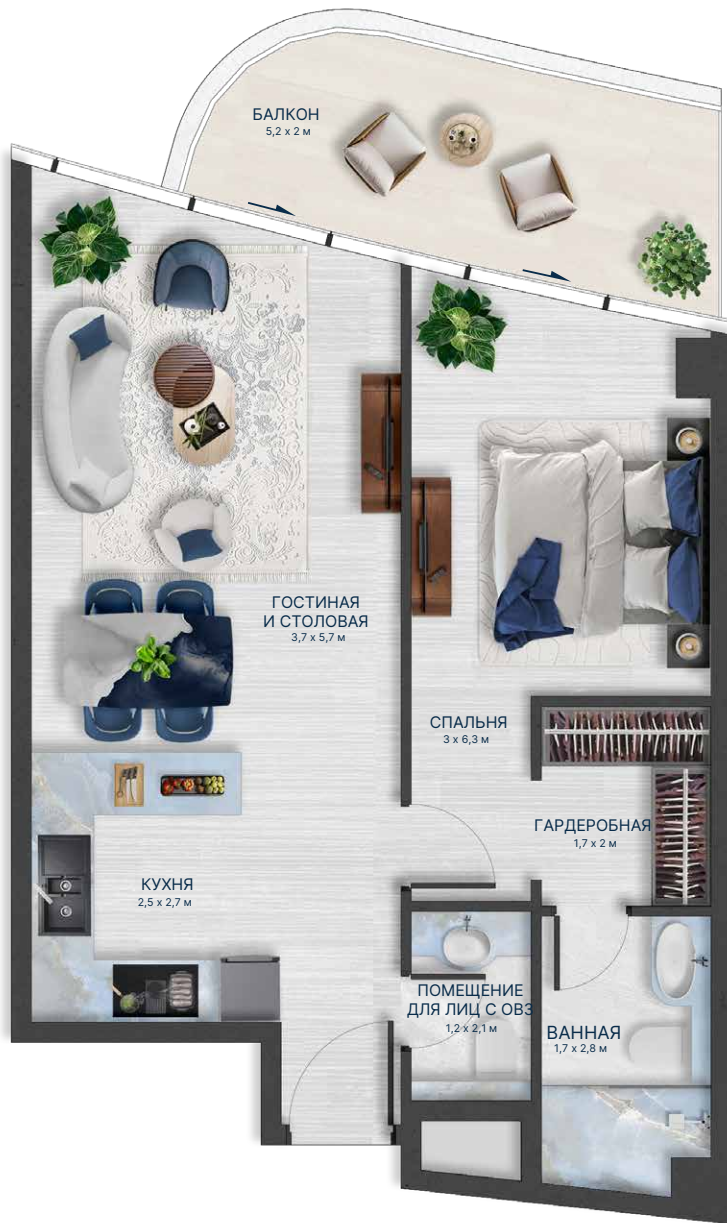 БАЛКОН
5,2 x 2 м
ГОСТИНАЯ
И СТОЛОВАЯ
3,7 x 5,7 м
СПАЛЬНЯ
3 x 6,3 м
ГАРДЕРОБНАЯ
1,7 x 2 м
КУХНЯ
2,5 x 2,7 м
ПОМЕЩЕНИЕ
ДЛЯ ЛИЦ С ОВЗ
1,2 x 2,1 м
ВАННАЯ
1,7 x 2,8 м